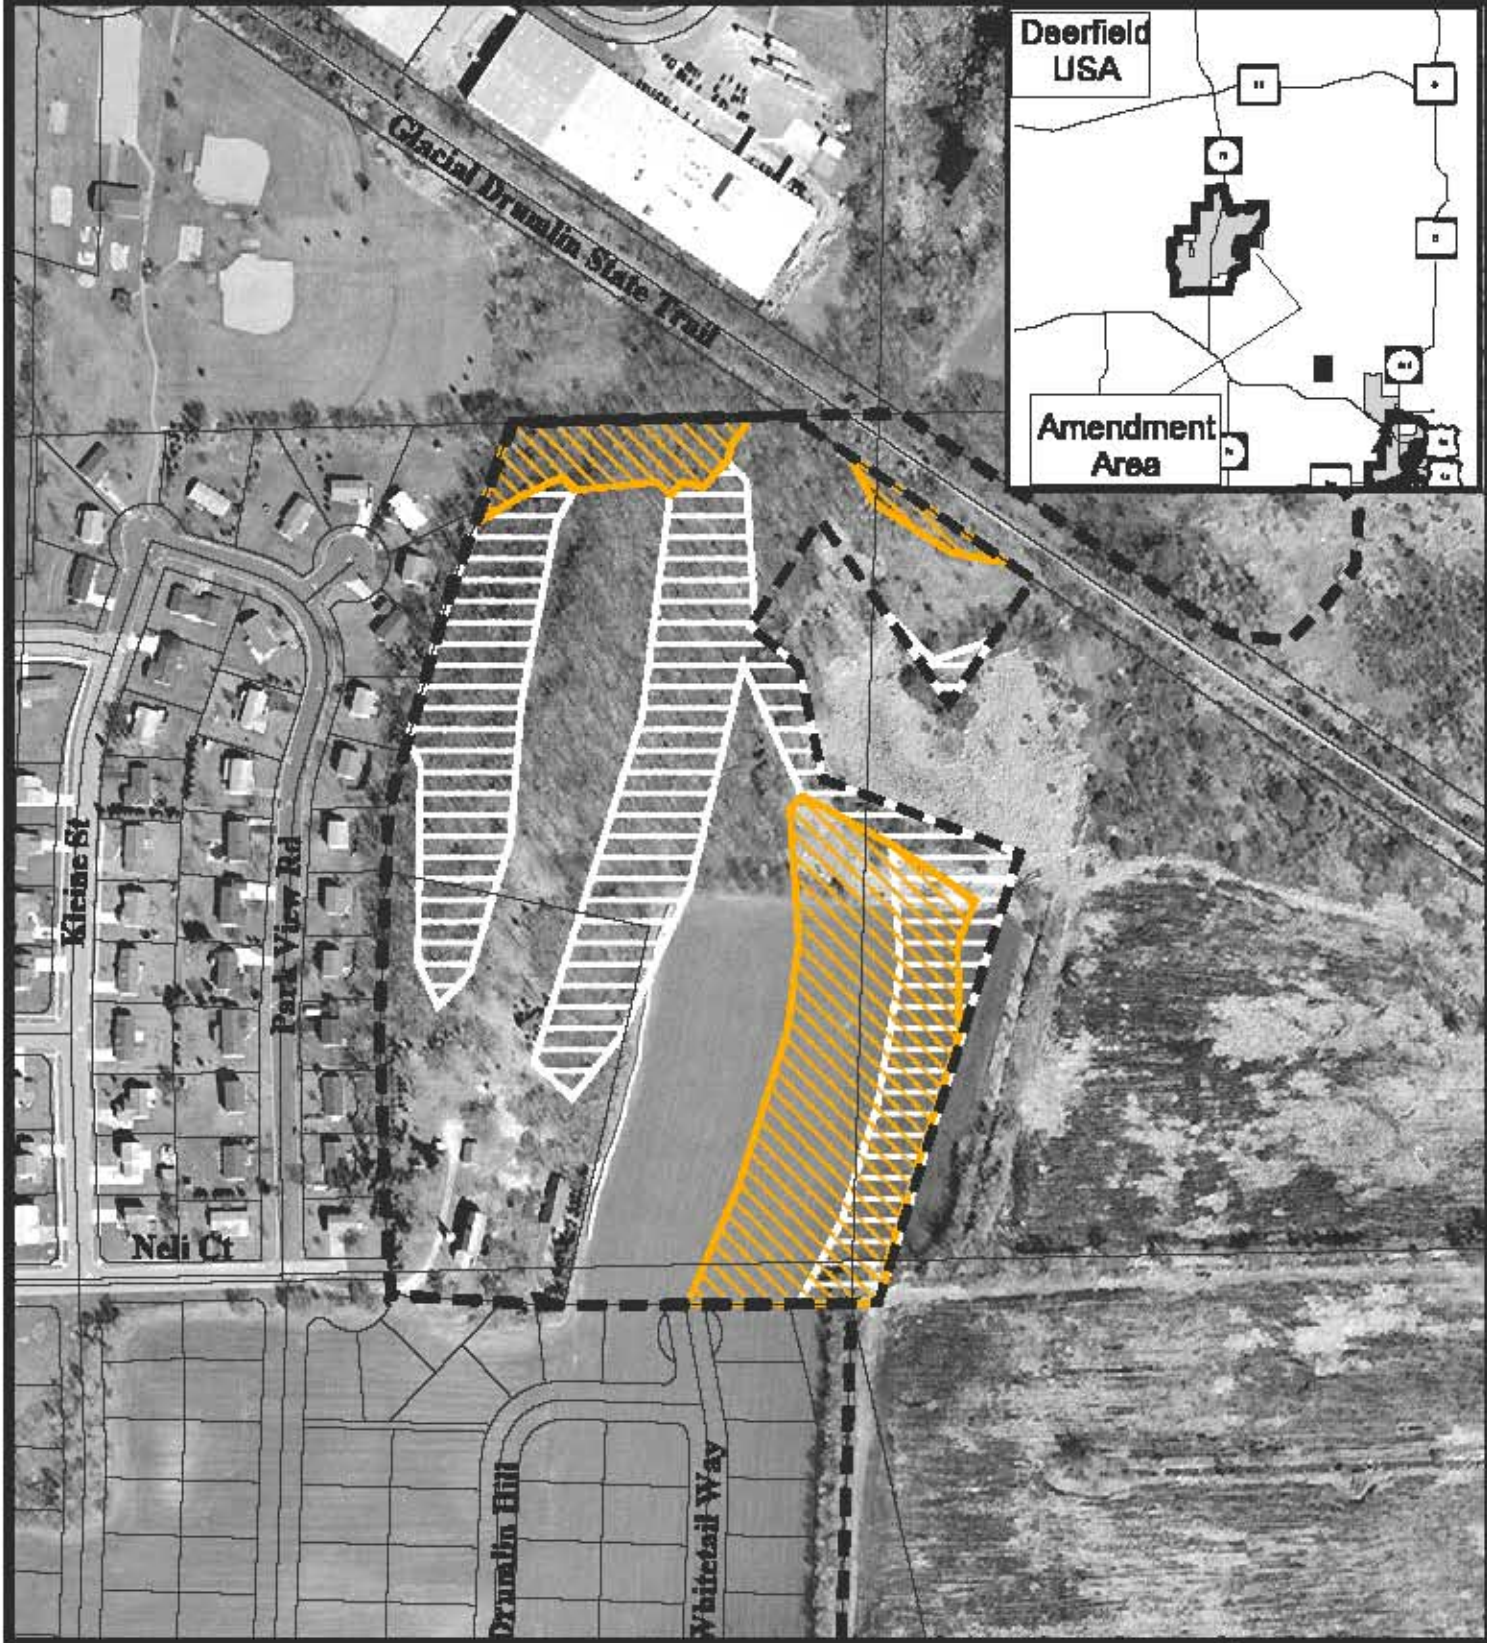 Deerfield
USA
Glacial Drumlin State Trail
Amendment
Area
Kleine St
Park View Rd
Neli Ct
Drumlin Hill
Whitetail Way